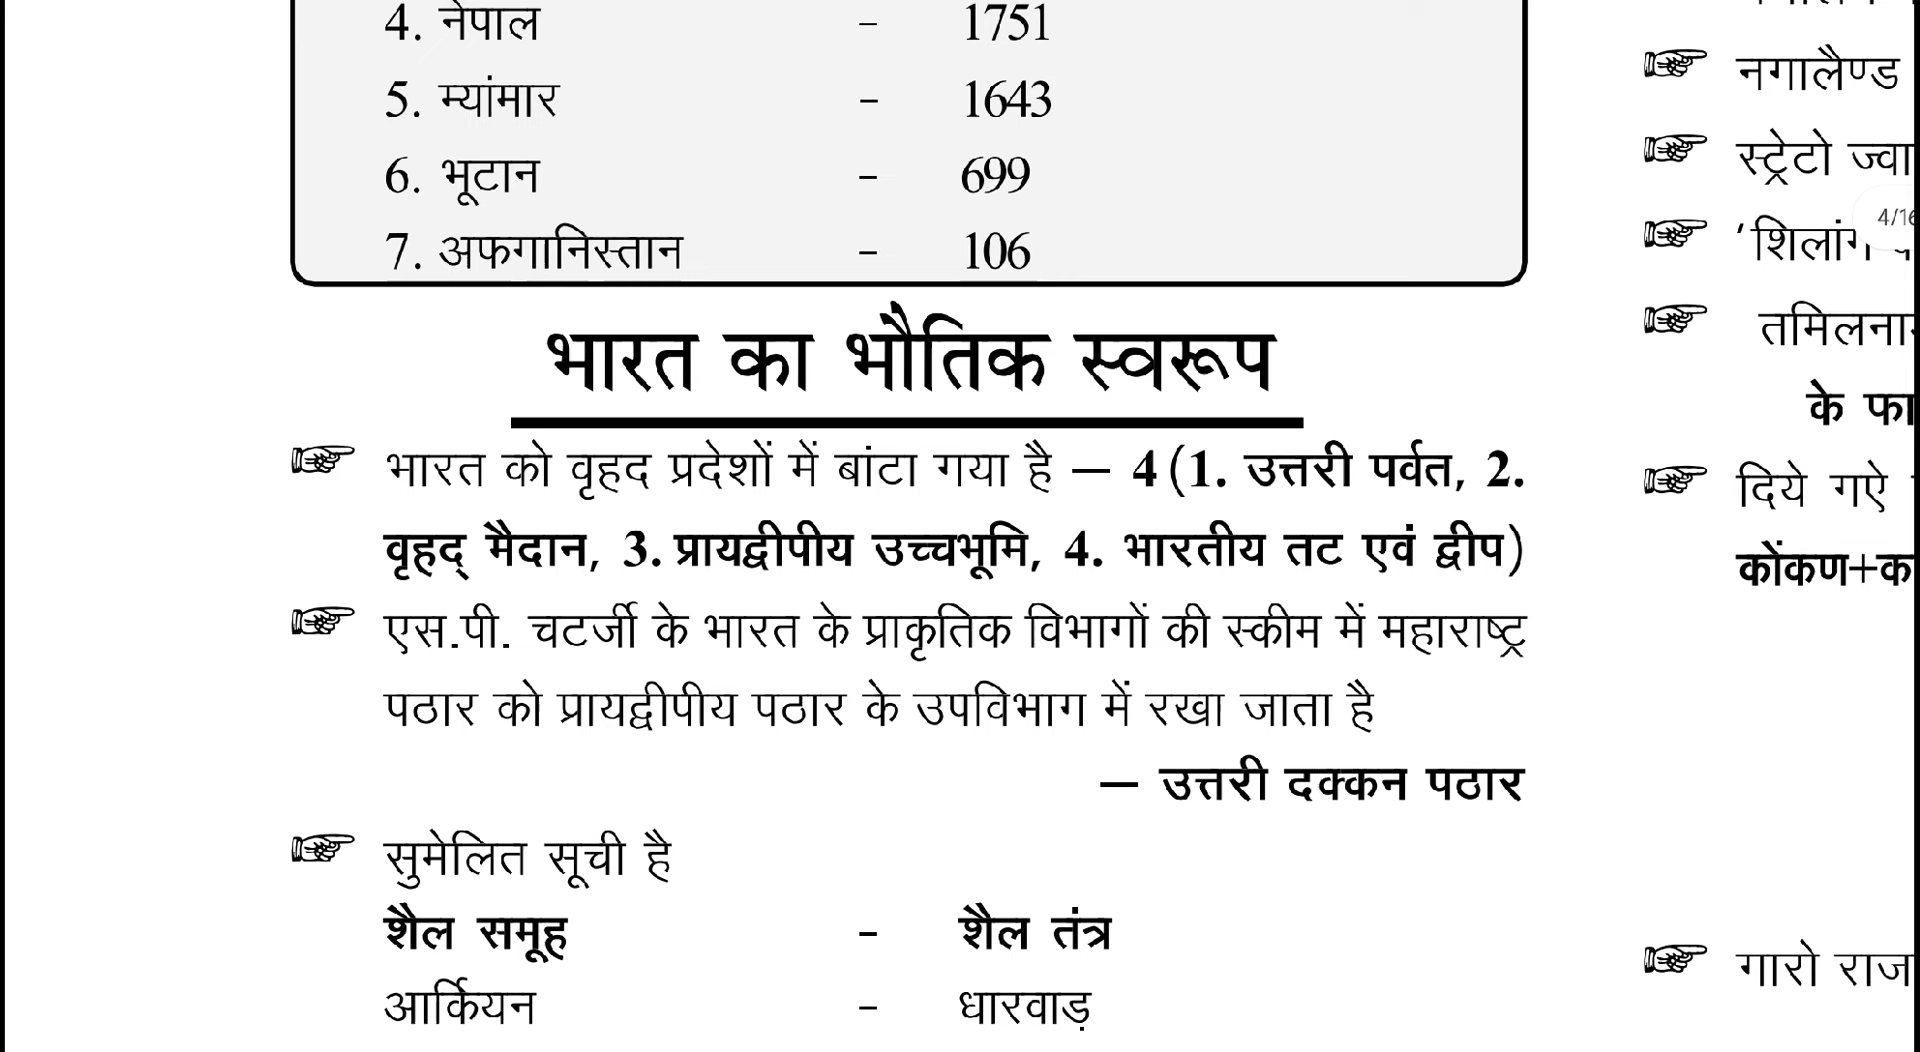 4. नेपाल - 1751
5. म्यांमार - 1643
6. भूटान - 699
7. अफगानिस्तान - 106
भारत का भौतिक स्वरूप
☞ भारत को वृहद प्रदेशों में बांटा गया है — 4 (1. उत्तरी पर्वत, 2.
वृहद् मैदान, 3. प्रायद्वीपीय उच्चभूमि, 4. भारतीय तट एवं द्वीप)
☞ एस.पी. चटर्जी के भारत के प्राकृतिक विभागों की स्कीम में महाराष्ट्र
पठार को प्रायद्वीपीय पठार के उपविभाग में रखा जाता है
— उत्तरी दक्कन पठार
☞ सुमेलित सूची है
शैल समूह - शैल तंत्र
आर्कियन - धारवाड़
☞ नगालैण्ड
☞ स्ट्रेटो ज्वा
☞ 'शिलांग
4/16
☞ तमिलना
के फा
☞ दिये गऐ
कोंकण+क
☞ गारो राज